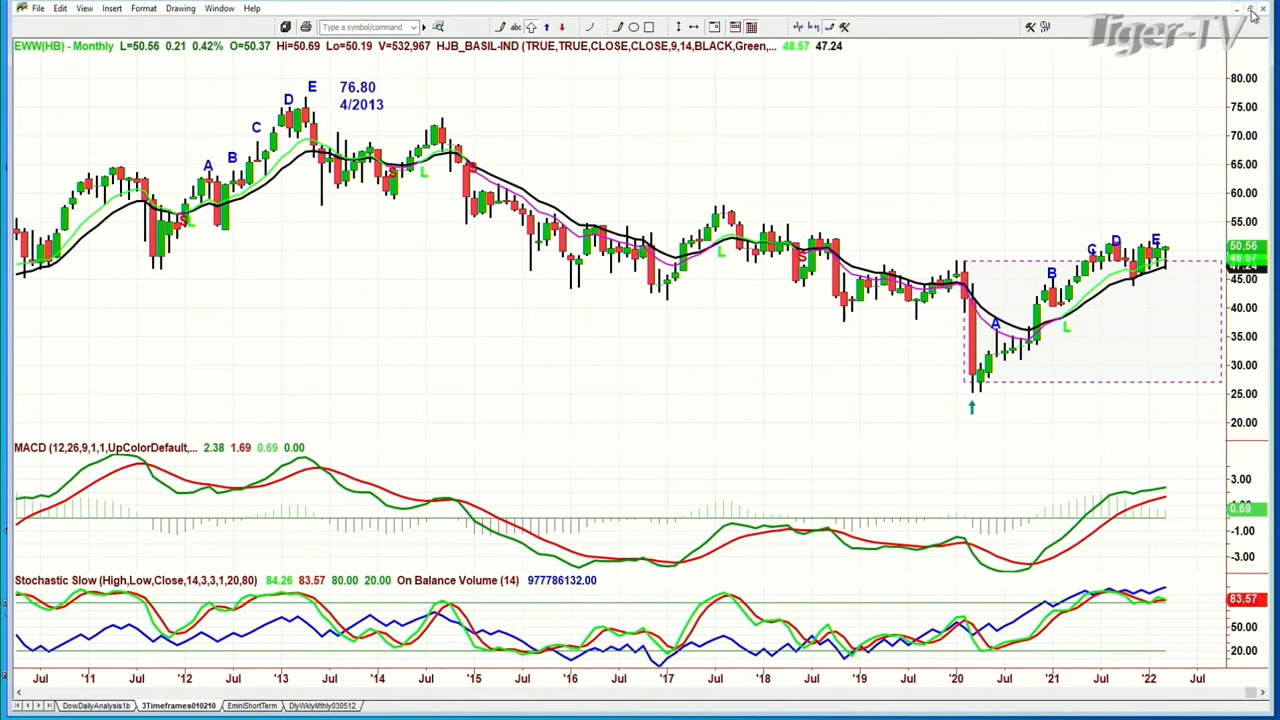 File Edit View Insert Format Drawing Window Help
Tiger-TV
Type a symbol/command
abc
EWW(HB) - Monthly L=50.56 0.21 0.42% O=50.37 Hi=50.69 Lo=50.19 V=532,967 HJL_BASIL-IND (TRUE,TRUE,CLOSE,CLOSE,9,14,BLACK,Green,... 48.57 47.24
80.00
E 76.80
D 4/2013
75.00
C
70.00
A B
65.00
S L S
60.00
S L
55.00
L S
C D E
50.56
48.57
47.24
B
45.00
40.00
A L
35.00
30.00
25.00
20.00
MACD (12,26,9,1,1,UpColorDefault,... 2.38 1.69 0.69 0.00
3.00
0.69
-1.00
-3.00
Stochastic Slow (High,Low,Close,14,3,3,1,20,80) 84.26 83.57 80.00 20.00 On Balance Volume (14) 977786132.00
83.57
50.00
20.00
Jul '11 Jul '12 Jul '13 Jul '14 Jul '15 Jul '16 Jul '17 Jul '18 Jul '19 Jul '20 Jul '21 Jul '22 Jul
DowDailyAnalysis1b 3Timeframes010210 EminiShortTerm DlyWklyMthly030512